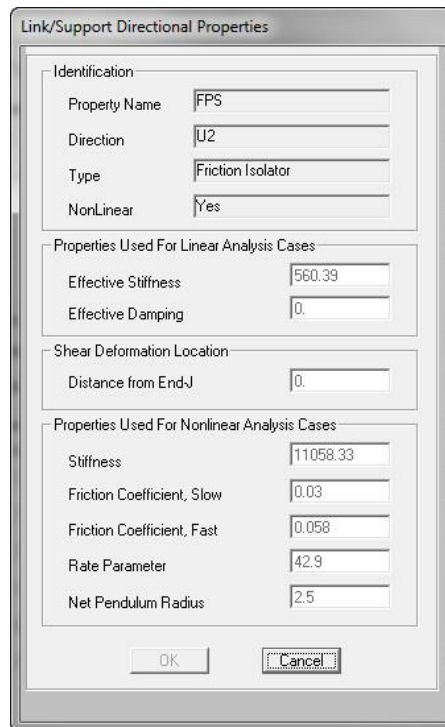 Link/Support Directional Properties
Identification
Property Name FPS
Direction U2
Type Friction Isolator
NonLinear Yes
Properties Used For Linear Analysis Cases
Effective Stiffness 560.39
Effective Damping 0.
Shear Deformation Location
Distance from End-J 0.
Properties Used For Nonlinear Analysis Cases
Stiffness 11058.33
Friction Coefficient, Slow 0.03
Friction Coefficient, Fast 0.058
Rate Parameter 42.9
Net Pendulum Radius 2.5
OK Cancel